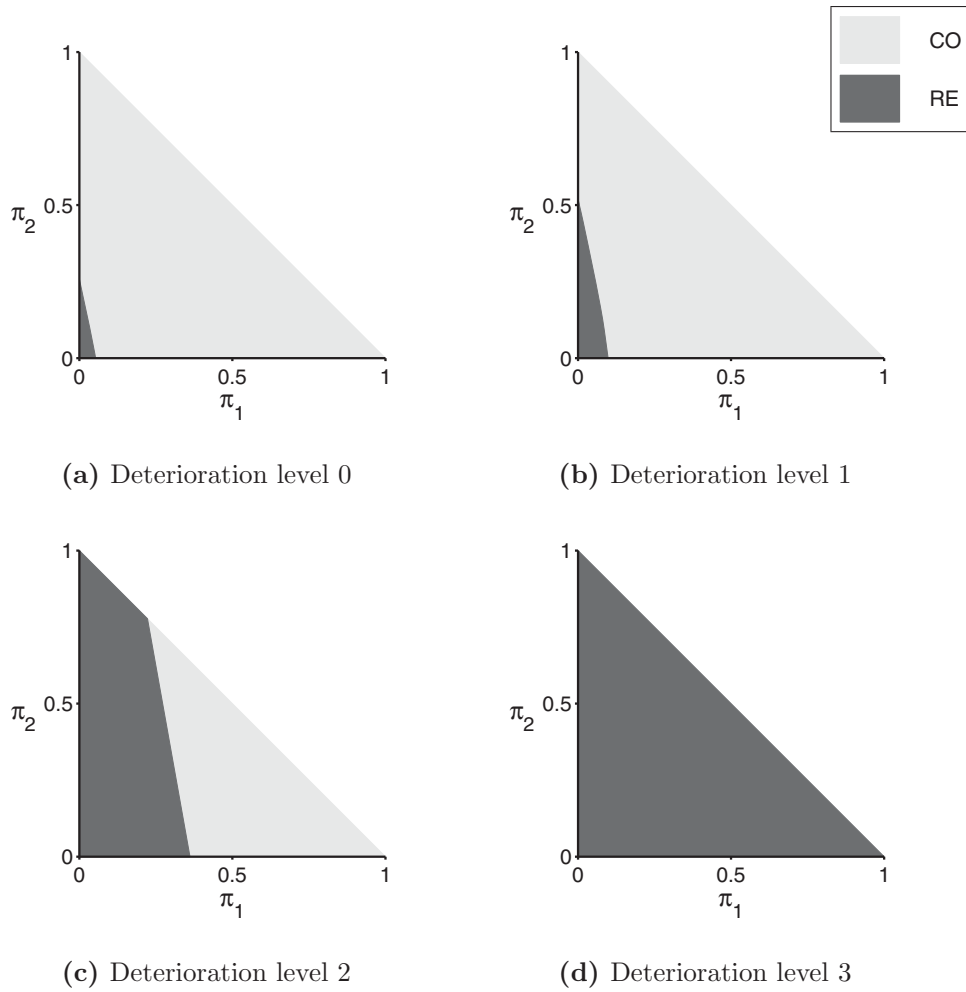 CO
RE
1
0.5
π2
0
0 0.5 1
π1
1
0.5
π2
0
0 0.5 1
π1
(a) Deterioration level 0
(b) Deterioration level 1
1
0.5
π2
0
0 0.5 1
π1
1
0.5
π2
0
0 0.5 1
π1
(c) Deterioration level 2
(d) Deterioration level 3